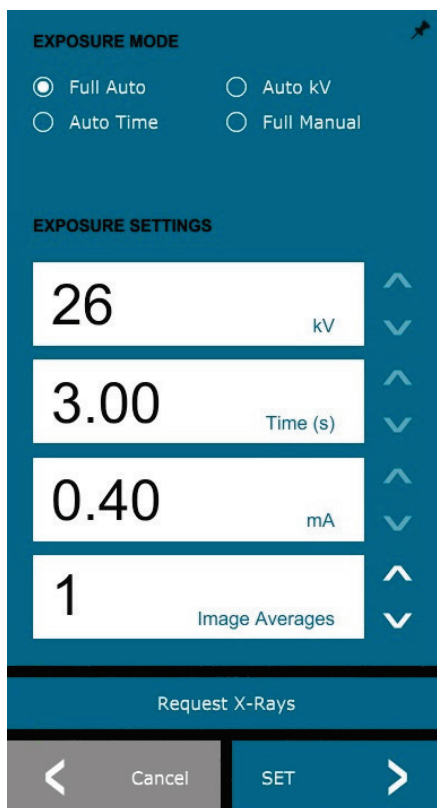 EXPOSURE MODE
Full Auto
Auto kV
Auto Time
Full Manual
EXPOSURE SETTINGS
26
kV
3.00
Time (s)
0.40
mA
1
Image Averages
Request X-Rays
Cancel
SET